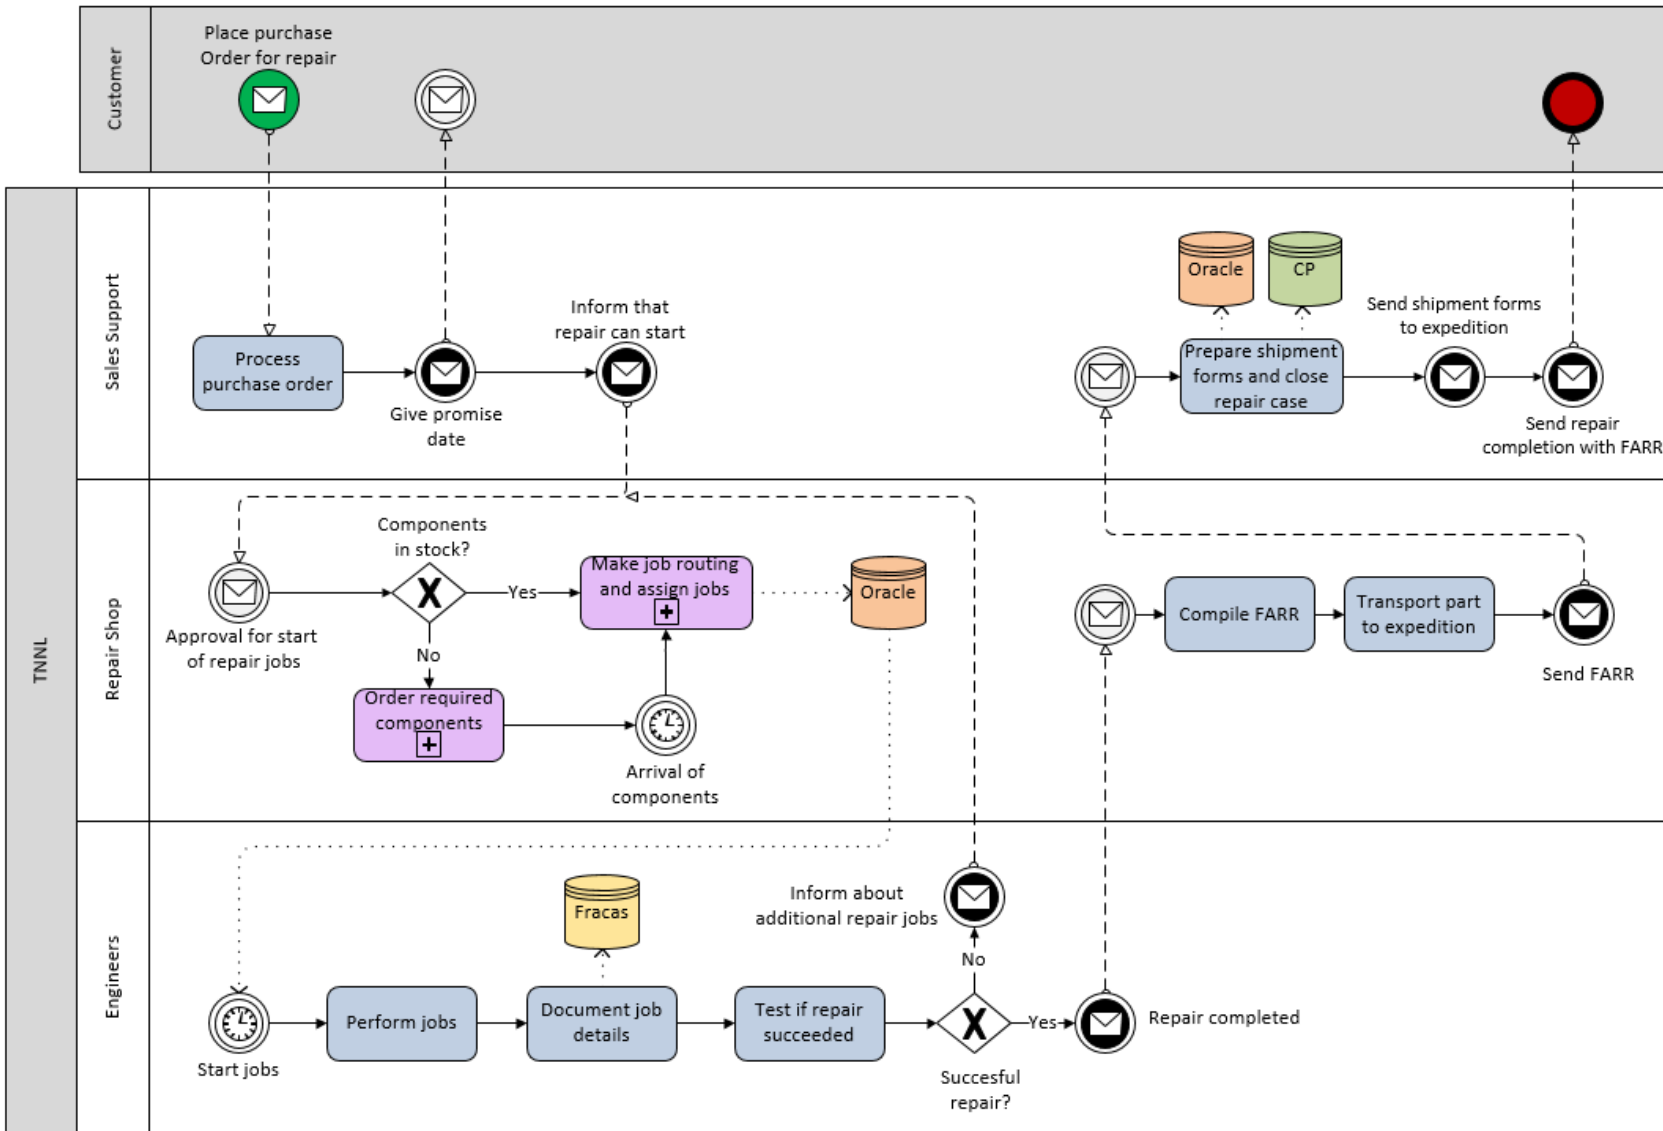 Customer
Place purchase
Order for repair
TNNL
Sales Support
Process
purchase order
Give promise
date
Inform that
repair can start
Oracle
CP
Prepare shipment
forms and close
repair case
Send shipment forms
to expedition
Send repair
completion with FARR
Repair Shop
Approval for start
of repair jobs
Components
in stock?
Yes
No
Make job routing
and assign jobs
Order required
components
Arrival of
components
Oracle
Compile FARR
Transport part
to expedition
Send FARR
Engineers
Start jobs
Perform jobs
Fracas
Document job
details
Test if repair
succeeded
Inform about
additional repair jobs
No
X
X
Yes
Succesful
repair?
Repair completed